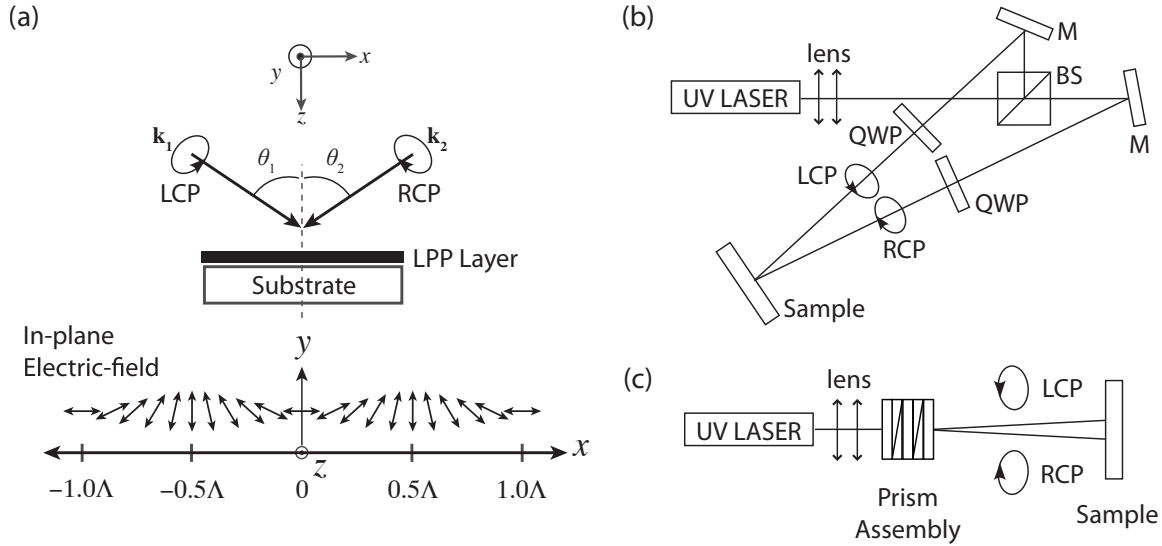 (a)
y
x
z
k₁
θ₁
θ₂
k₂
LCP
RCP
LPP Layer
Substrate
In-plane
Electric-field
y
x
z
−1.0Λ
−0.5Λ
0
0.5Λ
1.0Λ
(b)
M
lens
BS
UV LASER
QWP
M
LCP
QWP
RCP
Sample
(c)
lens
LCP
UV LASER
RCP
Prism
Assembly
Sample